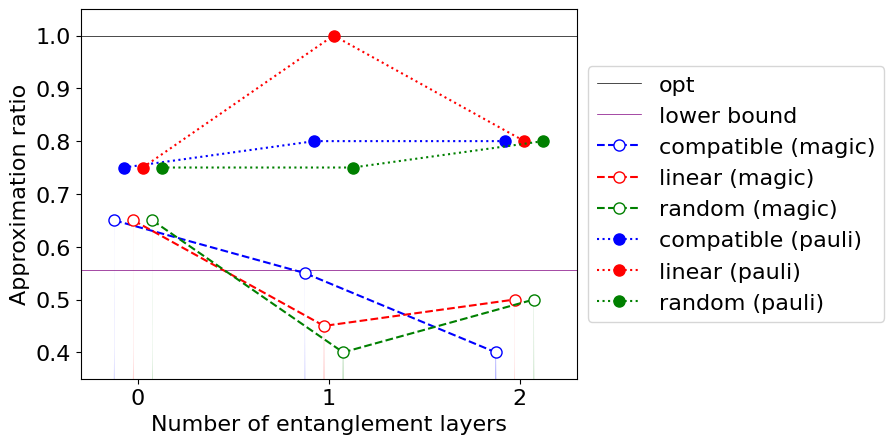 1.0
0.9
0.8
0.7
0.6
0.5
0.4
Approximation ratio
0 1 2
Number of entanglement layers
opt
lower bound
compatible (magic)
linear (magic)
random (magic)
compatible (pauli)
linear (pauli)
random (pauli)